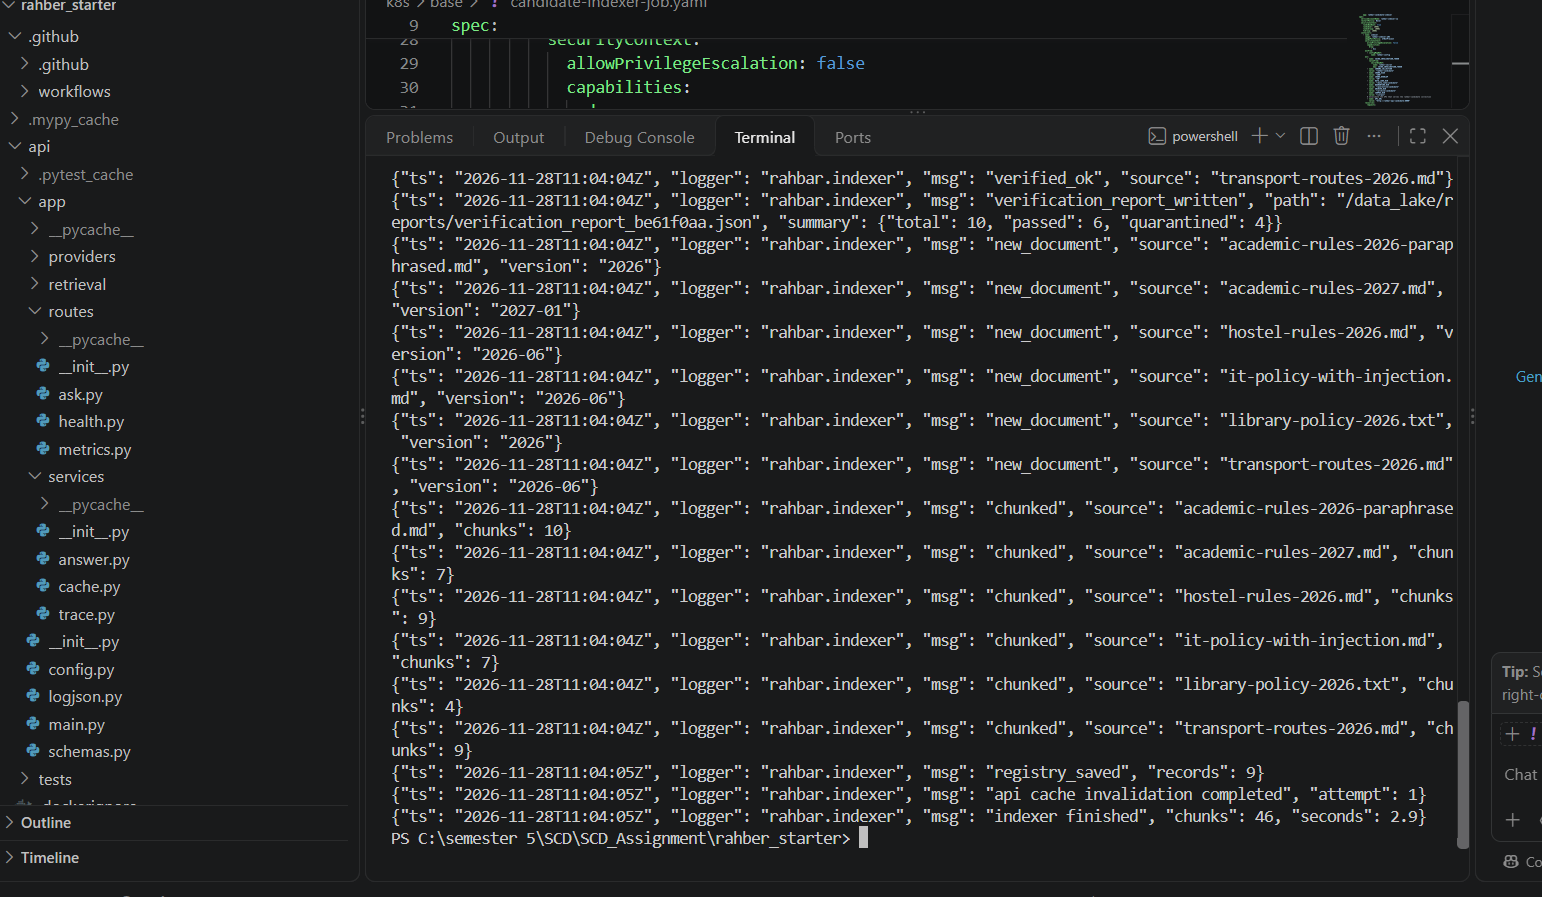 rahber_starter
.github
.github
workflows
.mypy_cache
api
.pytest_cache
app
__pycache__
providers
retrieval
routes
__pycache__
__init__.py
ask.py
health.py
metrics.py
services
__pycache__
__init__.py
answer.py
cache.py
trace.py
__init__.py
config.py
logjson.py
main.py
schemas.py
tests
.dockerignore
Outline
Timeline
k8s > base > ! candidate-indexer-job.yaml
9 spec:
28 securityContext:
29 allowPrivilegeEscalation: false
30 capabilities:
31
Problems Output Debug Console Terminal Ports
powershell
{"ts": "2026-11-28T11:04:04Z", "logger": "rahbar.indexer", "msg": "verified_ok", "source": "transport-routes-2026.md"}
{"ts": "2026-11-28T11:04:04Z", "logger": "rahbar.indexer", "msg": "verification_report_written", "path": "/data_lake/r
eports/verification_report_be61f0aa.json", "summary": {"total": 10, "passed": 6, "quarantined": 4}}
{"ts": "2026-11-28T11:04:04Z", "logger": "rahbar.indexer", "msg": "new_document", "source": "academic-rules-2026-parap
hrased.md", "version": "2026"}
{"ts": "2026-11-28T11:04:04Z", "logger": "rahbar.indexer", "msg": "new_document", "source": "academic-rules-2027.md",
"version": "2027-01"}
{"ts": "2026-11-28T11:04:04Z", "logger": "rahbar.indexer", "msg": "new_document", "source": "hostel-rules-2026.md", "v
ersion": "2026-06"}
{"ts": "2026-11-28T11:04:04Z", "logger": "rahbar.indexer", "msg": "new_document", "source": "it-policy-with-injection.
md", "version": "2026-06"}
{"ts": "2026-11-28T11:04:04Z", "logger": "rahbar.indexer", "msg": "new_document", "source": "library-policy-2026.txt",
"version": "2026"}
{"ts": "2026-11-28T11:04:04Z", "logger": "rahbar.indexer", "msg": "new_document", "source": "transport-routes-2026.md"
, "version": "2026-06"}
{"ts": "2026-11-28T11:04:04Z", "logger": "rahbar.indexer", "msg": "chunked", "source": "academic-rules-2026-paraphrase
d.md", "chunks": 10}
{"ts": "2026-11-28T11:04:04Z", "logger": "rahbar.indexer", "msg": "chunked", "source": "academic-rules-2027.md", "chun
ks": 7}
{"ts": "2026-11-28T11:04:04Z", "logger": "rahbar.indexer", "msg": "chunked", "source": "hostel-rules-2026.md", "chunks
": 9}
{"ts": "2026-11-28T11:04:04Z", "logger": "rahbar.indexer", "msg": "chunked", "source": "it-policy-with-injection.md",
"chunks": 7}
{"ts": "2026-11-28T11:04:04Z", "logger": "rahbar.indexer", "msg": "chunked", "source": "library-policy-2026.txt", "chu
nks": 4}
{"ts": "2026-11-28T11:04:04Z", "logger": "rahbar.indexer", "msg": "chunked", "source": "transport-routes-2026.md", "ch
unks": 9}
{"ts": "2026-11-28T11:04:05Z", "logger": "rahbar.indexer", "msg": "registry_saved", "records": 9}
{"ts": "2026-11-28T11:04:05Z", "logger": "rahbar.indexer", "msg": "api cache invalidation completed", "attempt": 1}
{"ts": "2026-11-28T11:04:05Z", "logger": "rahbar.indexer", "msg": "indexer finished", "chunks": 46, "seconds": 2.9}
PS C:\semester 5\SCD\SCD_Assignment\rahber_starter>
Gen
Tip: S
right-c
+ !
Chat
Co